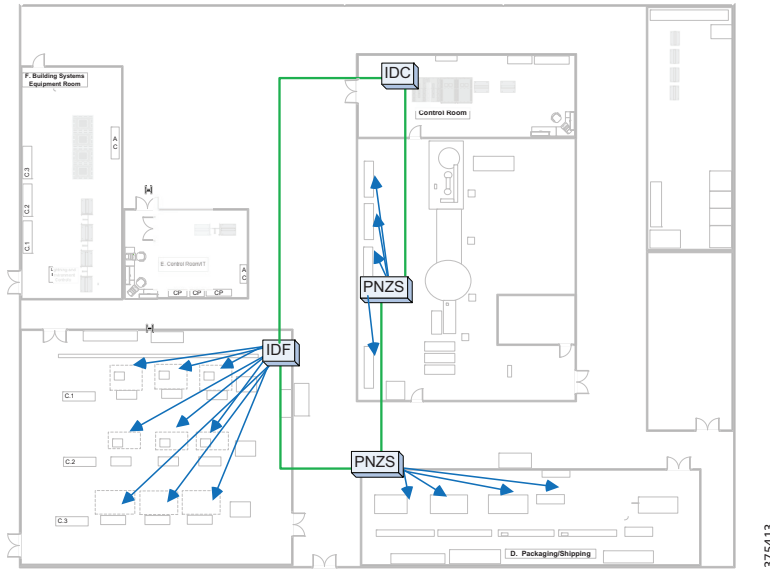 IDC
F. Building Systems
Equipment Room
Control Room
A
C
C.3
C.2
C.1
E: Control Room/IT
A
C
CP
CP
CP
PNZS
IDF
C.1
C.2
C.3
PNZS
D. Packaging/Shipping
375413